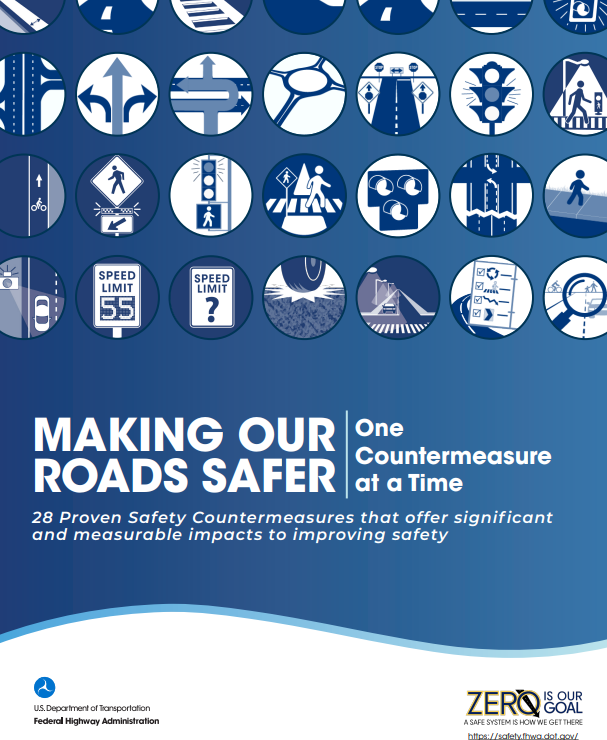 STOP
STOP
SPEED
LIMIT
55
SPEED
LIMIT
?
MAKING OUR
ROADS SAFER
One
Countermeasure
at a Time
28 Proven Safety Countermeasures that offer significant
and measurable impacts to improving safety
U.S. Department of Transportation
Federal Highway Administration
ZERO IS OUR
GOAL
A SAFE SYSTEM IS HOW WE GET THERE
https://safety.fhwa.dot.gov/